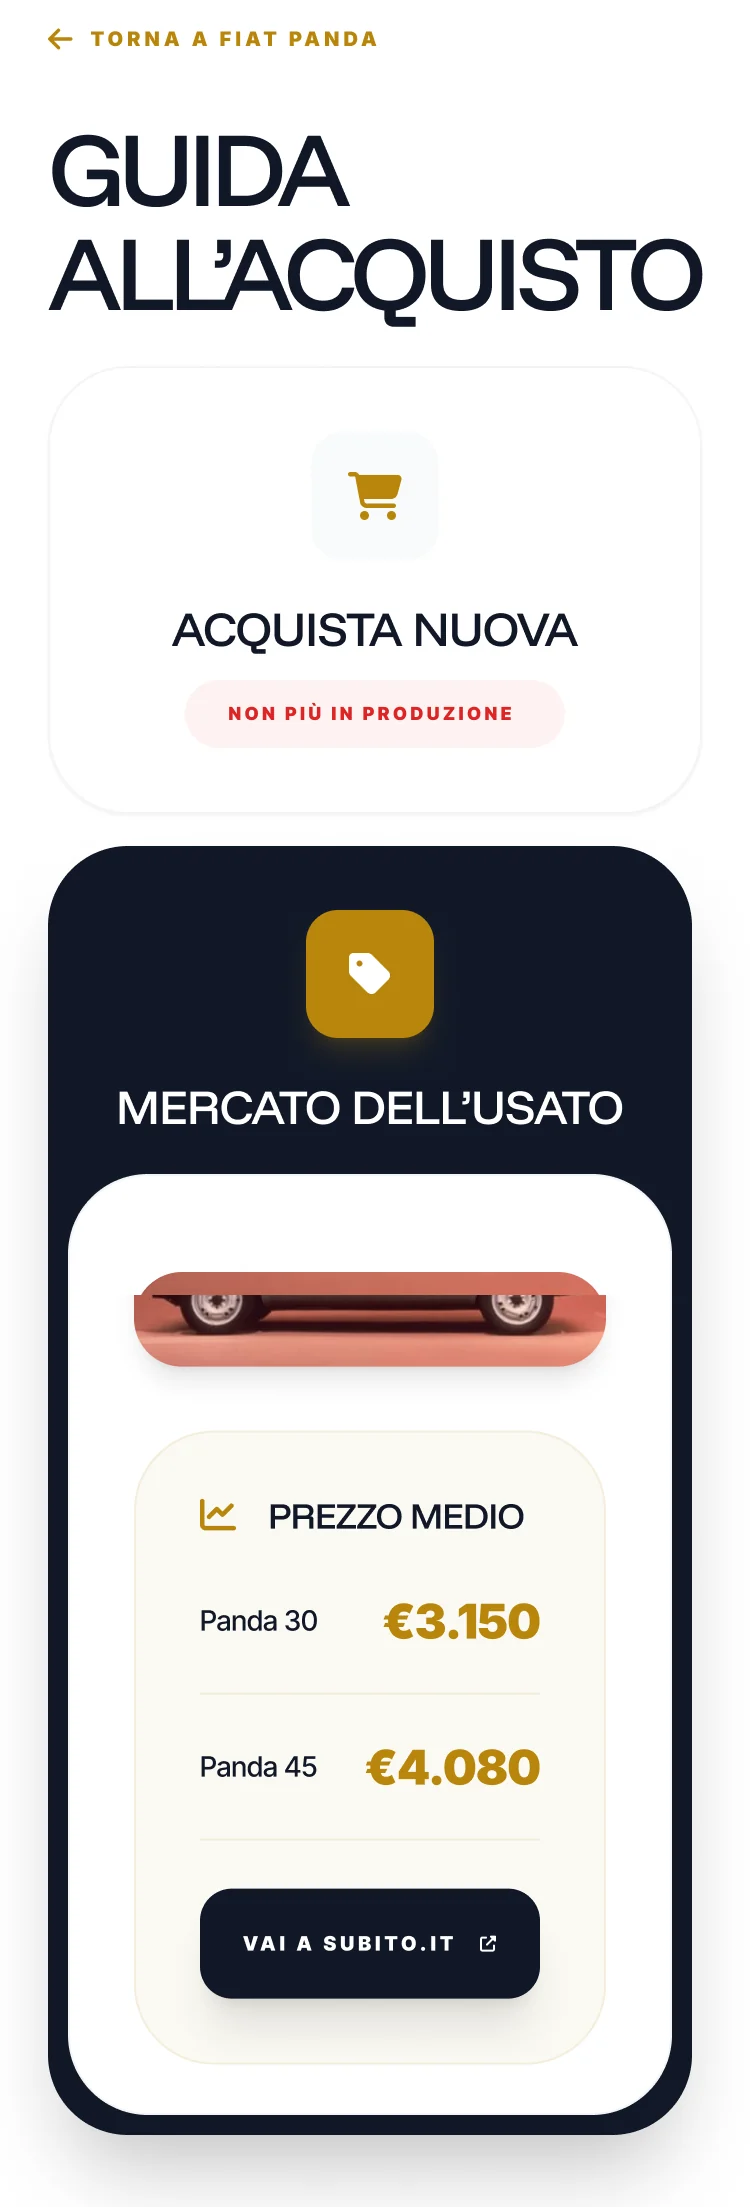 TORNA A FIAT PANDA
GUIDA
ALL’ACQUISTO
ACQUISTA NUOVA
NON PIÙ IN PRODUZIONE
MERCATO DELL’USATO
PREZZO MEDIO
Panda 30 €3.150
Panda 45 €4.080
VAI A SUBITO.IT